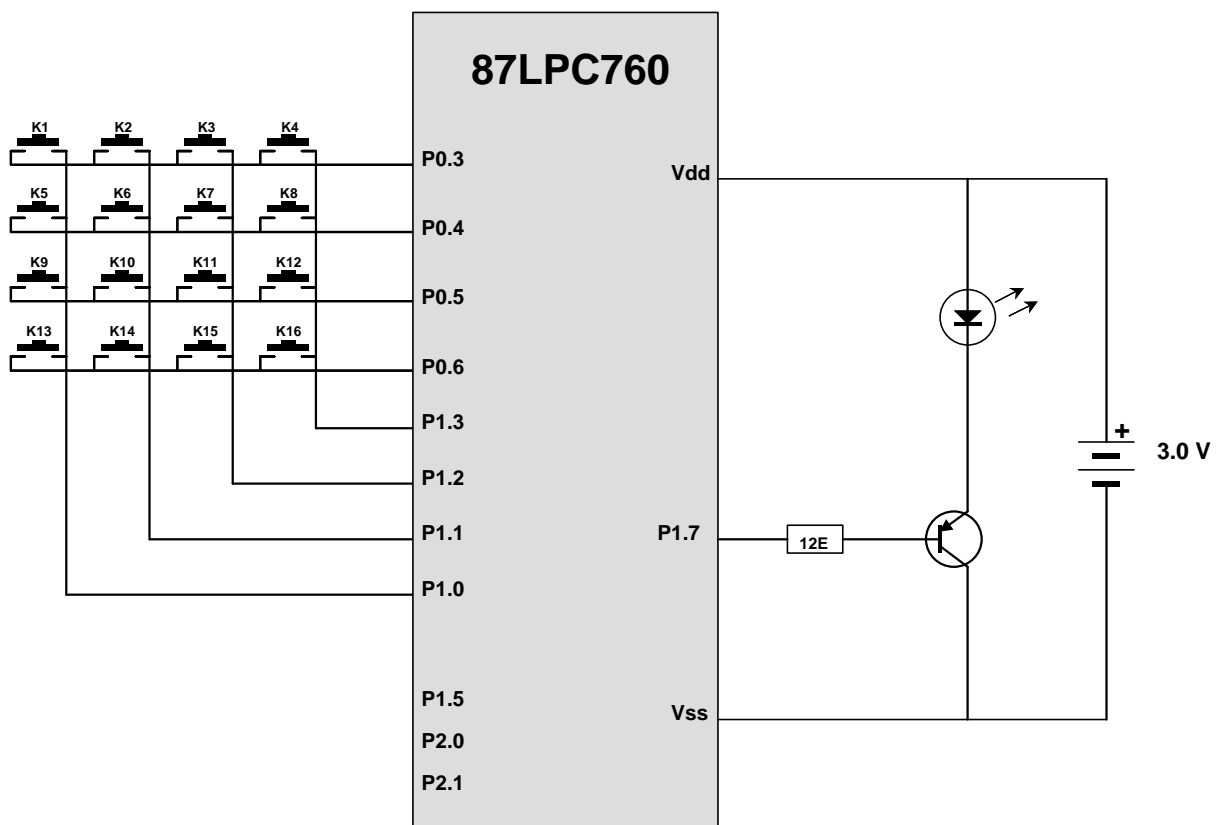 87LPC760
K1 K2 K3 K4
P0.3
Vdd
K5 K6 K7 K8
P0.4
K9 K10 K11 K12
P0.5
K13 K14 K15 K16
P0.6
P1.3
+
3.0 V
P1.2
P1.1
P1.7
12E
P1.0
P1.5
Vss
P2.0
P2.1